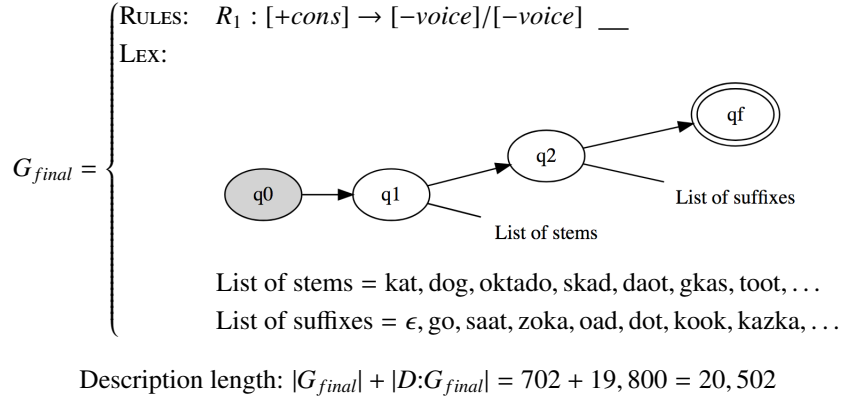 RULES: R₁ : [+cons] → [−voice]/[−voice] __
LEX:
G_final =
q0
q1
q2
qf
List of suffixes
List of stems
List of stems = kat, dog, oktado, skad, daot, gkas, toot, …
List of suffixes = ϵ, go, saat, zoka, oad, dot, kook, kazka, …
Description length: |G_final| + |D:G_final| = 702 + 19, 800 = 20, 502